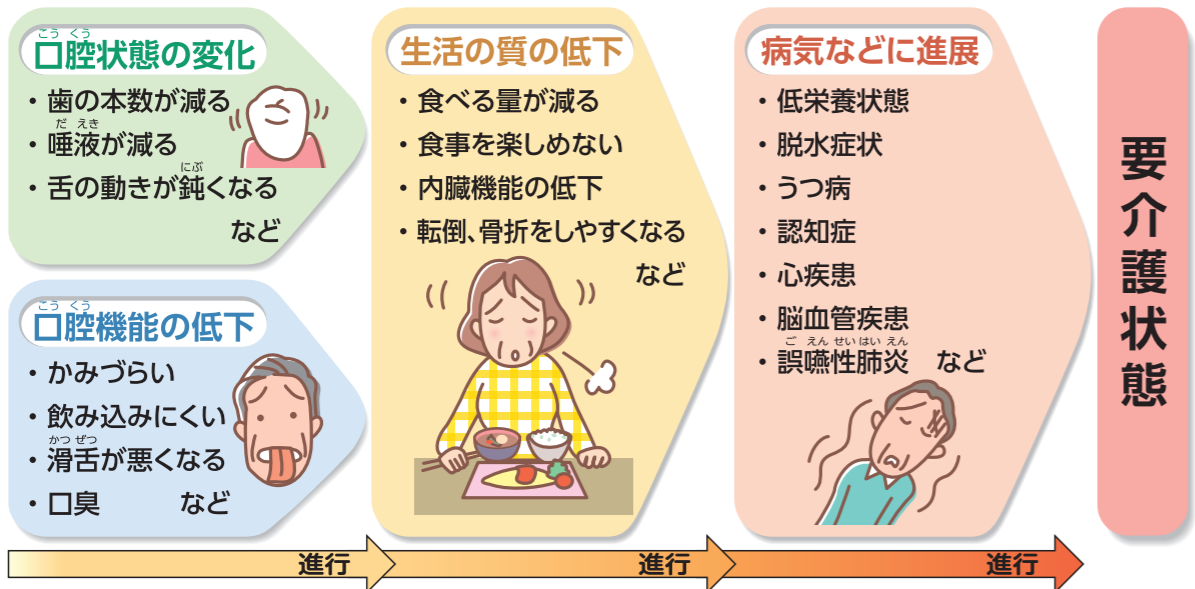 口腔状態の変化
・歯の本数が減る
・唾液が減る
・舌の動きが鈍くなる
など
口腔機能の低下
・かみづらい
・飲み込みにくい
・滑舌が悪くなる
・口臭 など
生活の質の低下
・食べる量が減る
・食事を楽しめない
・内臓機能の低下
・転倒、骨折をしやすくなる
など
病気などに進展
・低栄養状態
・脱水症状
・うつ病
・認知症
・心疾患
・脳血管疾患
・誤嚥性肺炎 など
要介護状態
進行
進行
進行